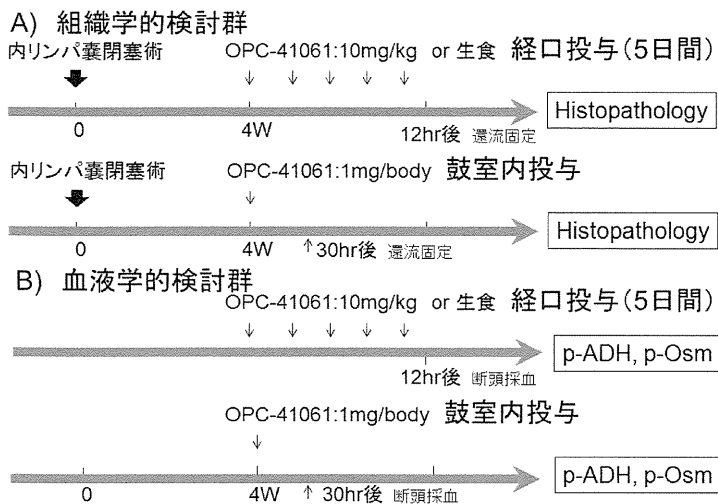 A) 組織学的検討群
内リンパ嚢閉塞術 OPC-41061:10mg/kg or 生食 経口投与(5日間)
Histopathology
0 4W 12hr後 還流固定
内リンパ嚢閉塞術 OPC-41061:1mg/body 鼓室内投与
Histopathology
0 4W ↑30hr後 還流固定
B) 血液学的検討群
OPC-41061:10mg/kg or 生食 経口投与(5日間)
p-ADH, p-Osm
12hr後 断頭採血
OPC-41061:1mg/body 鼓室内投与
p-ADH, p-Osm
0 4W ↑30hr後 断頭採血